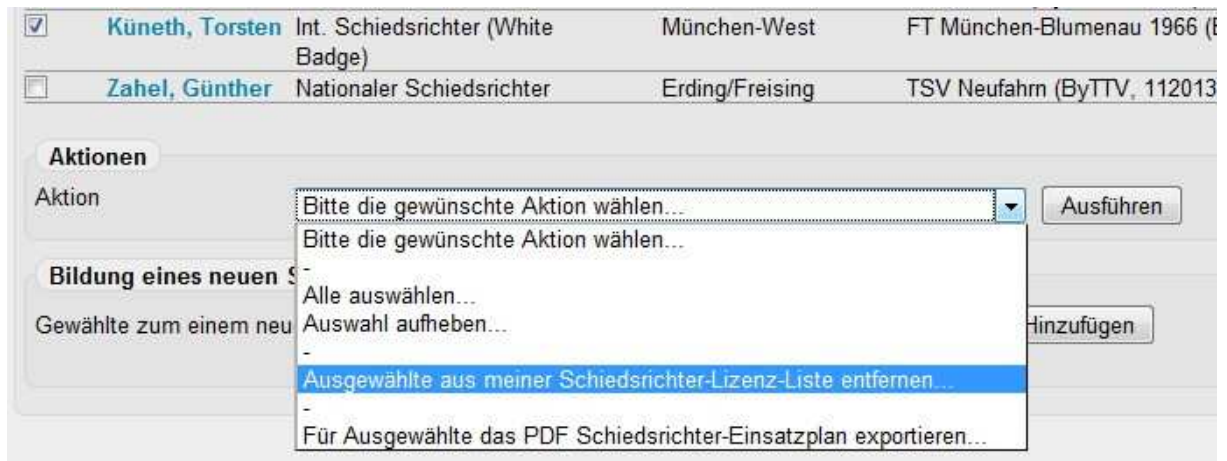 Küneth, Torsten Int. Schiedsrichter (White München-West FT München-Blumenau 1966 (
Badge)
Zahel, Günther Nationaler Schiedsrichter Erding/Freising TSV Neufahrn (ByTTV, 112013
Aktionen
Aktion Bitte die gewünschte Aktion wählen... Ausführen
Bitte die gewünschte Aktion wählen...
-
Alle auswählen...
Bildung eines neuen
Gewählte zum einem neu Auswahl aufheben... Hinzufügen
-
Ausgewählte aus meiner Schiedsrichter-Lizenz-Liste entfernen...
-
Für Ausgewählte das PDF Schiedsrichter-Einsatzplan exportieren...